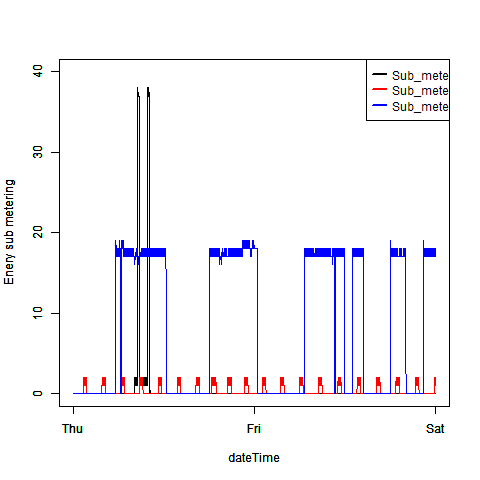 40
30
20
10
0
Enery sub metering
Sub_mete
Sub_mete
Sub_mete
Thu Fri Sat
dateTime